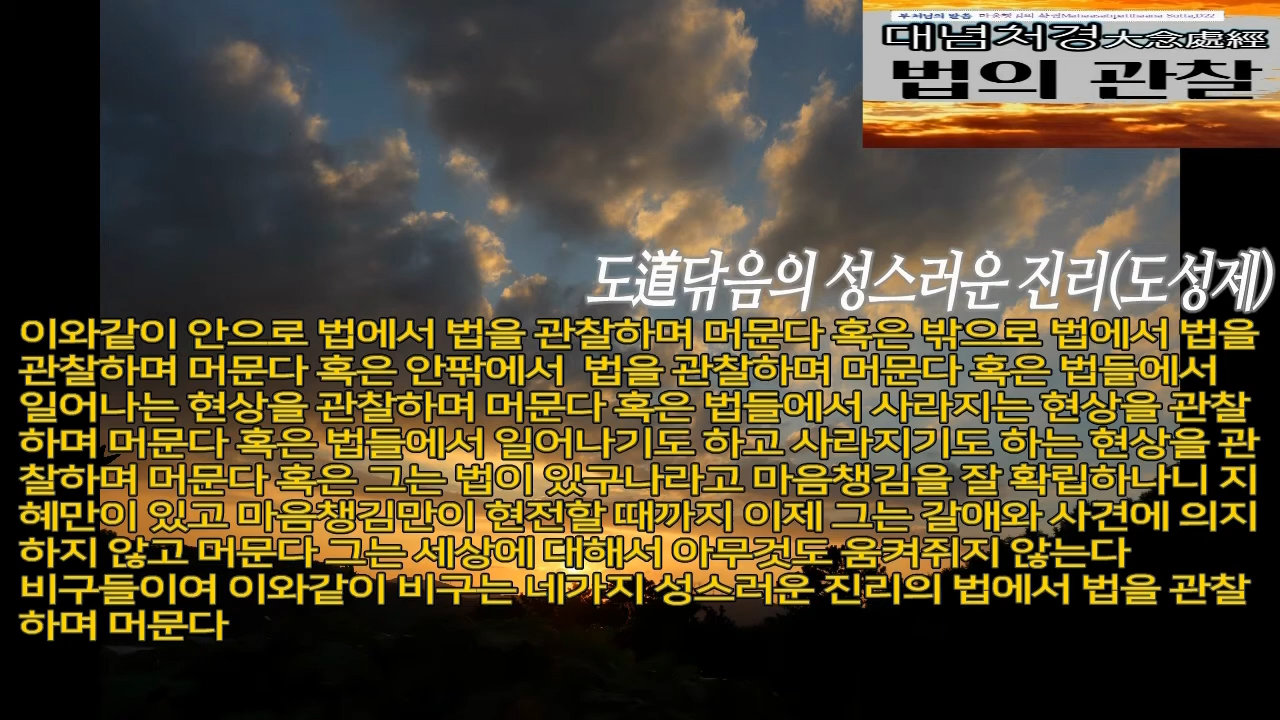 부처님의 말씀
대념처경大念處經
법의 관찰
도道닦음의 성스러운 진리(도성제)
이와같이 안으로 법에서 법을 관찰하며 머문다 혹은 밖으로 법에서 법을
관찰하며 머문다 혹은 안팎에서 법을 관찰하며 머문다 혹은 법들에서
일어나는 현상을 관찰하며 머문다 혹은 법들에서 사라지는 현상을 관찰
하며 머문다 혹은 법들에서 일어나기도 하고 사라지기도 하는 현상을 관
찰하며 머문다 혹은 그는 법이 있구나라고 마음챙김을 잘 확립하나니 지
혜만이 있고 마음챙김만이 현전할 때까지 이제 그는 갈애와 사견에 의지
하지 않고 머문다 그는 세상에 대해서 아무것도 움켜쥐지 않는다
비구들이여 이와같이 비구는 네가지 성스러운 진리의 법에서 법을 관찰
하며 머문다